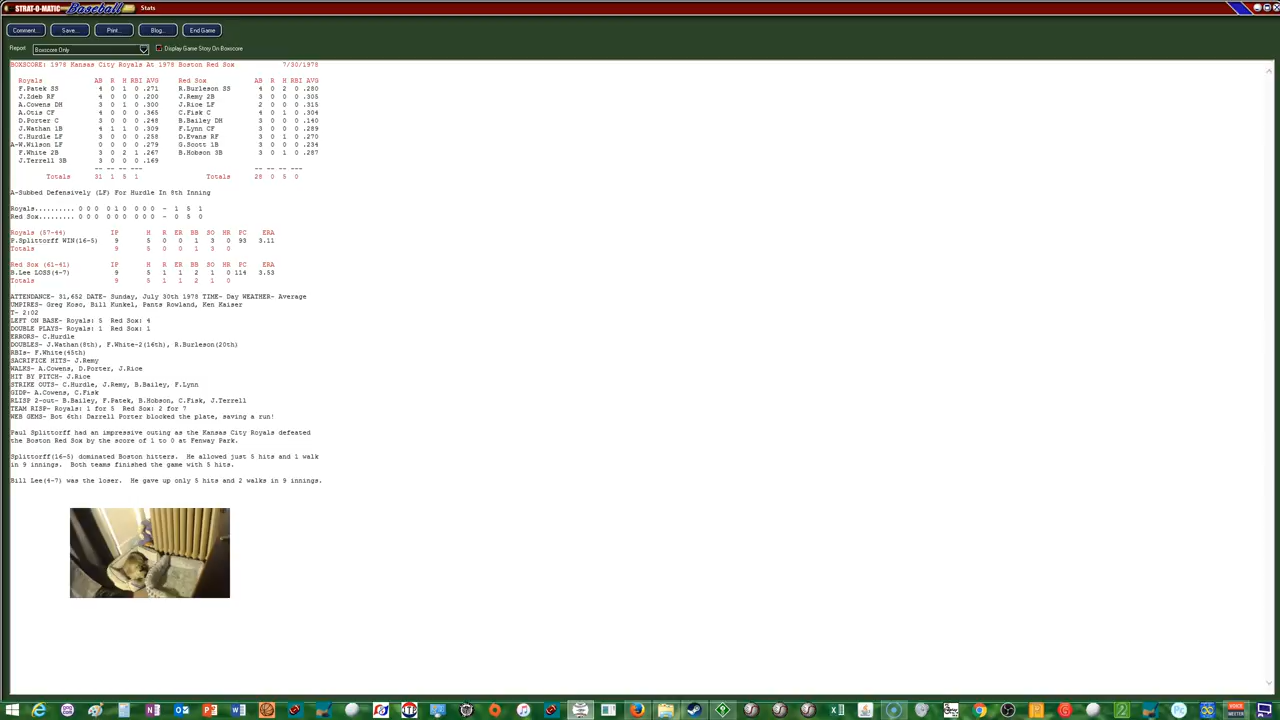 STRAT-O-MATIC Baseball Stats
Comment... Save... Print... Blog... End Game
Report Boxscore Only Display Game Story On Boxscore
BOXSCORE: 1978 Kansas City Royals At 1978 Boston Red Sox 7/30/1978
Royals AB R H RBI AVG Red Sox AB R H RBI AVG
F.Patek SS 4 0 1 0 .271 R.Burleson SS 4 0 2 0 .280
J.Zdeb RF 4 0 0 0 .200 J.Remy 2B 3 0 0 0 .305
A.Cowens DH 3 0 1 0 .300 J.Rice LF 2 0 0 0 .315
A.Otis CF 4 0 0 0 .365 C.Fisk C 4 0 1 0 .304
D.Porter C 3 0 0 0 .248 B.Bailey DH 3 0 0 0 .140
J.Wathan 1B 4 1 1 0 .309 F.Lynn CF 3 0 0 0 .289
C.Hurdle LF 3 0 0 0 .258 D.Evans RF 3 0 1 0 .270
A-W.Wilson LF 0 0 0 0 .252 G.Scott 1B 3 0 0 0 .234
F.White 2B 3 0 2 1 .267 B.Hobson 3B 3 0 1 0 .287
J.Terrell 3B 3 0 0 0 .169
-- -- -- -- -- -- -- --
Totals 31 1 5 1 Totals 28 0 5 0
A-Subbed Defensively (LF) For Hurdle In 8th Inning
Royals.......... 0 0 0 0 1 0 0 0 0 - 1 5 1
Red Sox......... 0 0 0 0 0 0 0 0 0 - 0 5 0
Royals (57-44) IP H R ER BB SO HR PC ERA
P.Splittorff WIN(16-5) 9 5 0 0 1 3 0 93 3.11
Totals 9 5 0 0 1 3 0
Red Sox (61-41) IP H R ER BB SO HR PC ERA
B.Lee LOSS(4-7) 9 5 1 1 2 1 0 114 3.53
Totals 9 5 1 1 2 1 0
ATTENDANCE- 31,652 DATE- Sunday, July 30th 1978 TIME- Day WEATHER- Average
UMPIRES- Greg Kosc, Bill Kunkel, Pants Rowland, Ken Kaiser
T- 2:02
LEFT ON BASE- Royals: 5 Red Sox: 4
DOUBLE PLAYS- Royals: 1 Red Sox: 1
ERRORS- C.Hurdle
DOUBLES- J.Wathan(8th), F.White-2(16th), R.Burleson(20th)
RBIs- F.White(45th)
SACRIFICE HITS- J.Remy
WALKS- A.Cowens, D.Porter, J.Rice
HIT BY PITCH- J.Rice
STRIKE OUTS- C.Hurdle, J.Remy, B.Bailey, F.Lynn
GIDP- A.Cowens, C.Fisk
RLISP 2-out- B.Bailey, F.Patek, B.Hobson, C.Fisk, J.Terrell
TEAM RISP- Royals: 1 for 5 Red Sox: 2 for 7
WEB GEMS- Bot 6th: Darrell Porter blocked the plate, saving a run!
Paul Splittorff had an impressive outing as the Kansas City Royals defeated
the Boston Red Sox by the score of 1 to 0 at Fenway Park.
Splittorff(16-5) dominated Boston hitters. He allowed just 5 hits and 1 walk
in 9 innings. Both teams finished the game with 5 hits.
Bill Lee(4-7) was the loser. He gave up only 5 hits and 2 walks in 9 innings.